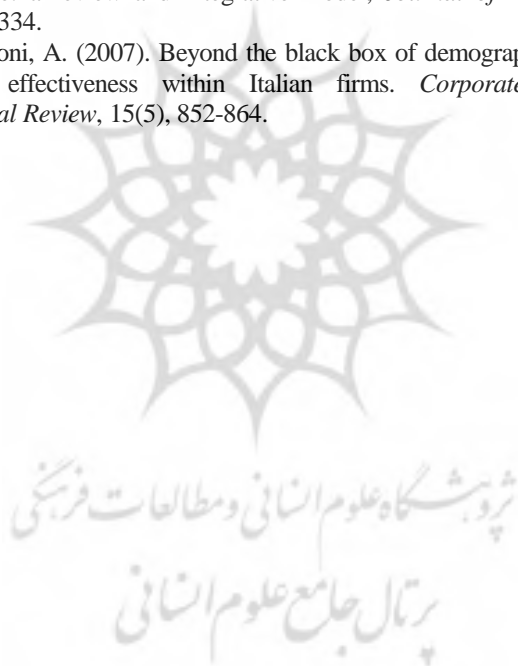 334.
oni, A. (2007). Beyond the black box of demograp
effectiveness within Italian firms. Corporate
al Review, 15(5), 852-864.
پژوهشگاه علوم انسانی و مطالعات فرهنگی
پرتال جامع علوم انسانی